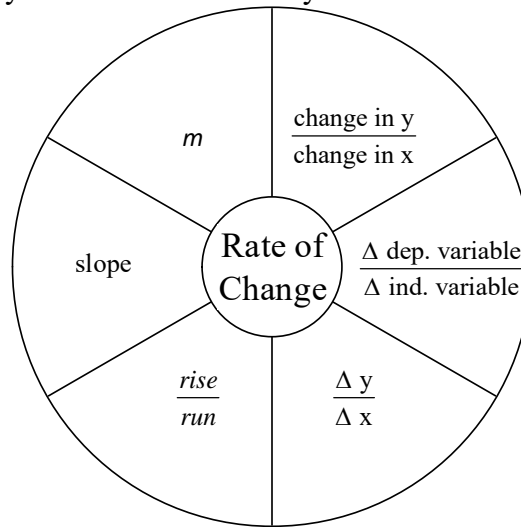 m
change in y
change in x
Rate of
Change
slope
Δ dep. variable
Δ ind. variable
rise
run
Δ y
Δ x